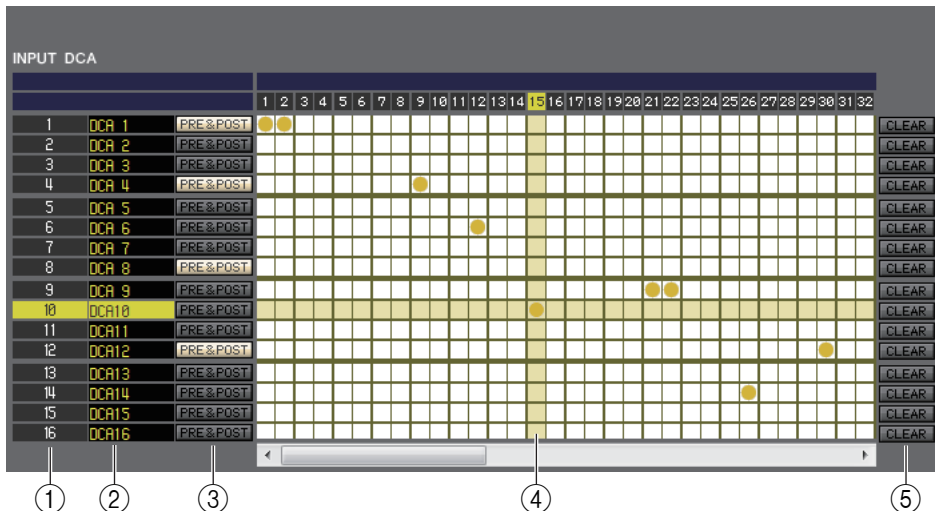 INPUT DCA
1 2 3 4 5 6 7 8 9 10 11 12 13 14 15 16 17 18 19 20 21 22 23 24 25 26 27 28 29 30 31 32
1 DCA 1 PRE&POST CLEAR
2 DCA 2 PRE&POST CLEAR
3 DCA 3 PRE&POST CLEAR
4 DCA 4 PRE&POST CLEAR
5 DCA 5 PRE&POST CLEAR
6 DCA 6 PRE&POST CLEAR
7 DCA 7 PRE&POST CLEAR
8 DCA 8 PRE&POST CLEAR
9 DCA 9 PRE&POST CLEAR
10 DCA10 PRE&POST CLEAR
11 DCA11 PRE&POST CLEAR
12 DCA12 PRE&POST CLEAR
13 DCA13 PRE&POST CLEAR
14 DCA14 PRE&POST CLEAR
15 DCA15 PRE&POST CLEAR
16 DCA16 PRE&POST CLEAR
① ② ③ ④ ⑤